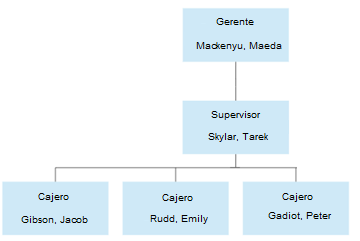 Gerente
Mackenyu, Maeda
Supervisor
Skylar, Tarek
Cajero
Gibson, Jacob
Cajero
Rudd, Emily
Cajero
Gadiot, Peter